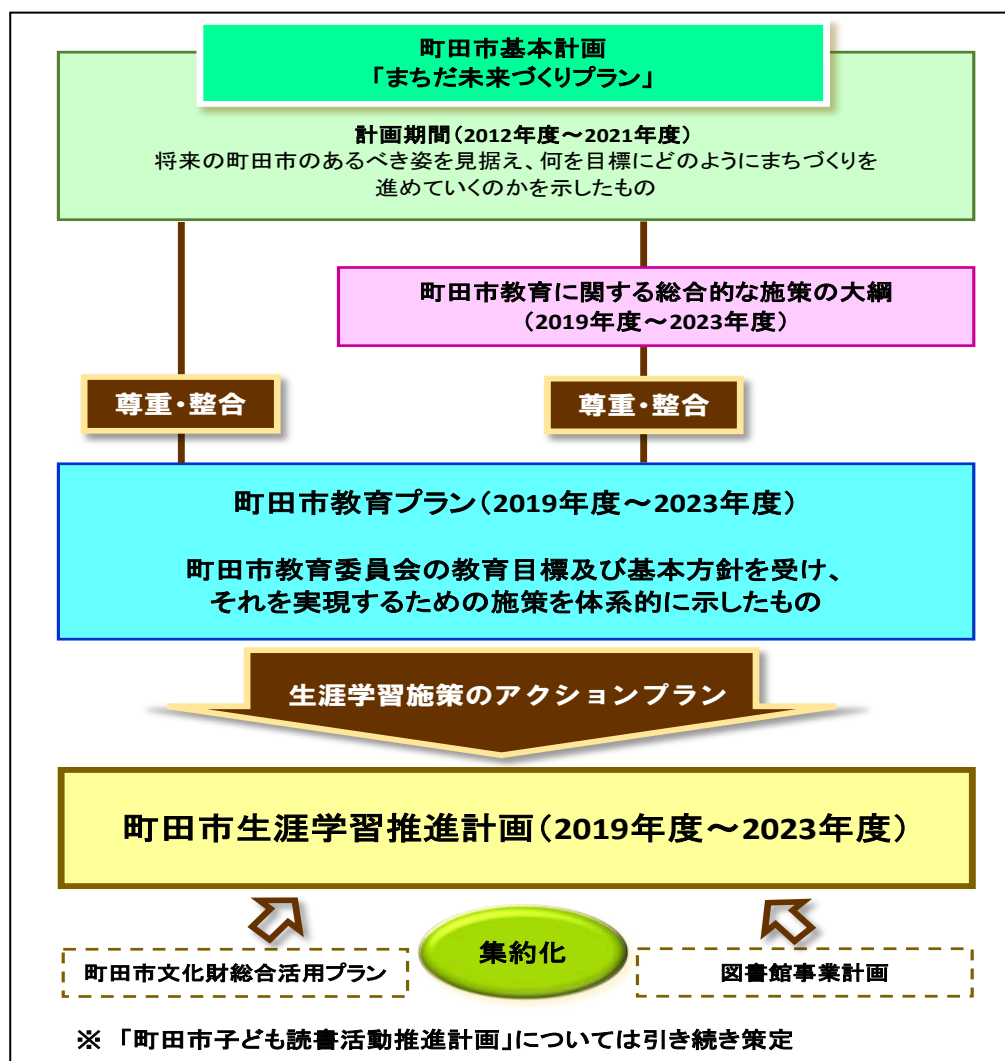 町田市基本計画
「まちだ未来づくりプラン」
計画期間（2012年度～2021年度）
将来の町田市のあるべき姿を見据え、何を目標にどのようにまちづくりを
進めていくのかを示したもの
町田市教育に関する総合的な施策の大綱
（2019年度～2023年度）
尊重・整合
尊重・整合
町田市教育プラン（2019年度～2023年度）
町田市教育委員会の教育目標及び基本方針を受け、
それを実現するための施策を体系的に示したもの
生涯学習施策のアクションプラン
町田市生涯学習推進計画（2019年度～2023年度）
集約化
町田市文化財総合活用プラン
図書館事業計画
※ 「町田市子ども読書活動推進計画」については引き続き策定